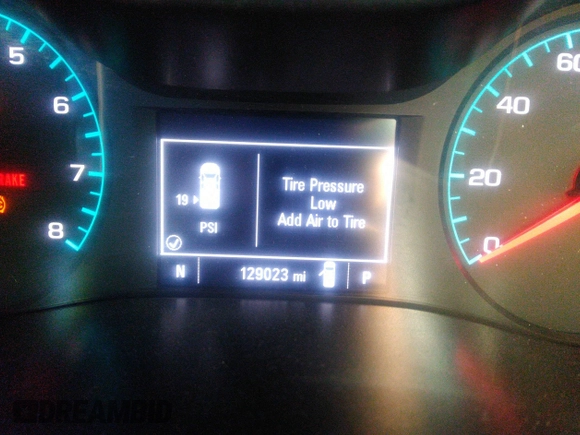 5
6
7
8
RAKE
19
PSI
Tire Pressure
Low
Add Air to Tire
N 129023 mi P
60
40
20
0
DREAMBID